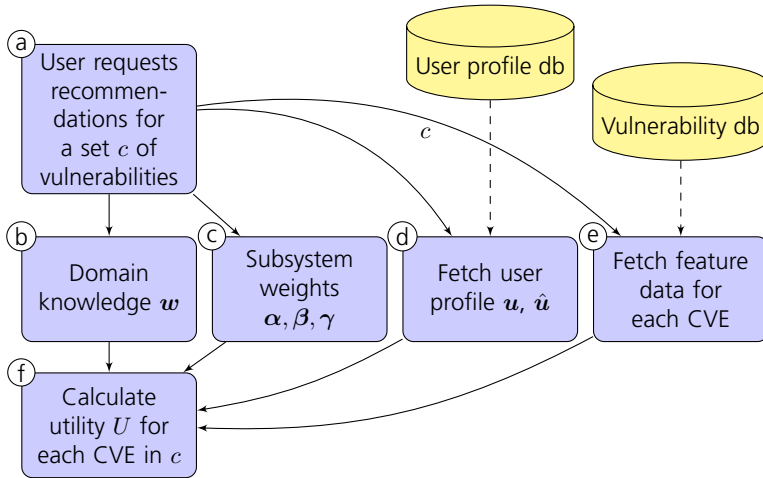 a
User requests
recommen-
dations for
a set c of
vulnerabilities
User profile db
Vulnerability db
c
b
Domain
knowledge w
c
Subsystem
weights
α, β, γ
d
Fetch user
profile u, û
e
Fetch feature
data for
each CVE
f
Calculate
utility U for
each CVE in c